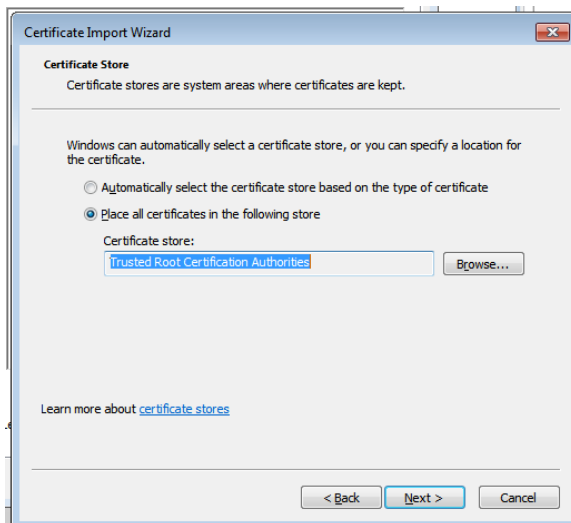 Certificate Import Wizard
Certificate Store
Certificate stores are system areas where certificates are kept.
Windows can automatically select a certificate store, or you can specify a location for
the certificate.
Automatically select the certificate store based on the type of certificate
Place all certificates in the following store
Certificate store:
Trusted Root Certification Authorities
Browse...
Learn more about certificate stores
< Back
Next >
Cancel